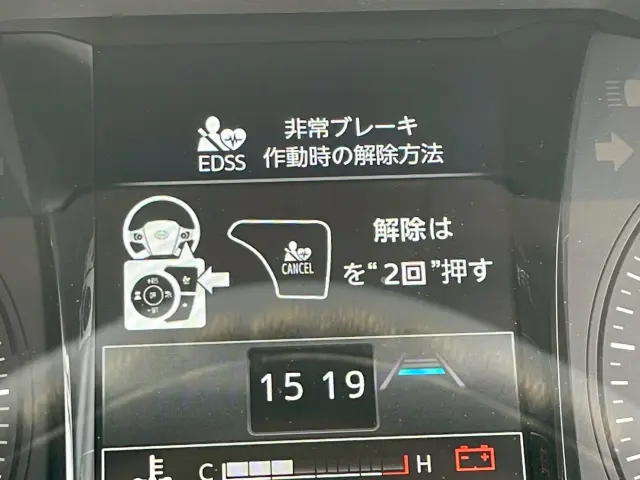 非常ブレーキ
EDSS 作動時の解除方法
解除は
CANCEL
を“2回”押す
15 19
C H